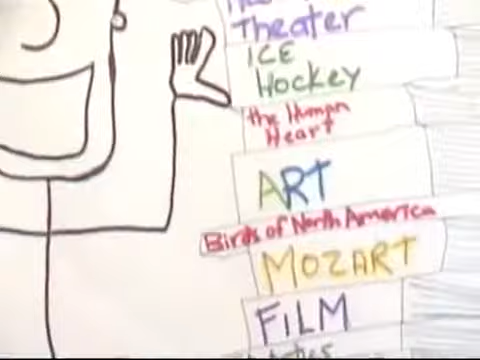 Theater
ICE
Hockey
the Human
Heart
ART
Birds of North America
MOZART
FILM